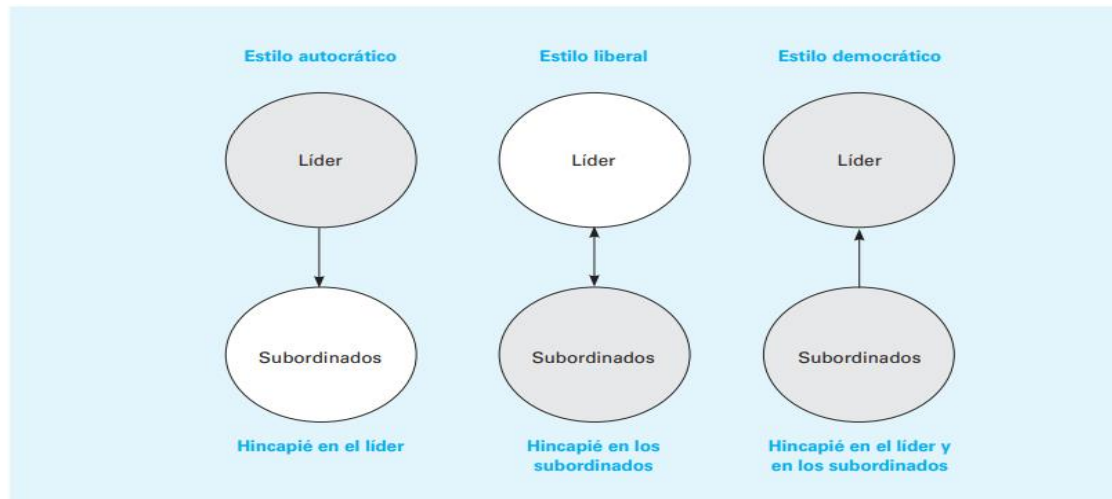 Estilo autocrático
Estilo liberal
Estilo democrático
Líder
Líder
Líder
Subordinados
Subordinados
Subordinados
Hincapié en el líder
Hincapié en los
subordinados
Hincapié en el líder y
en los subordinados